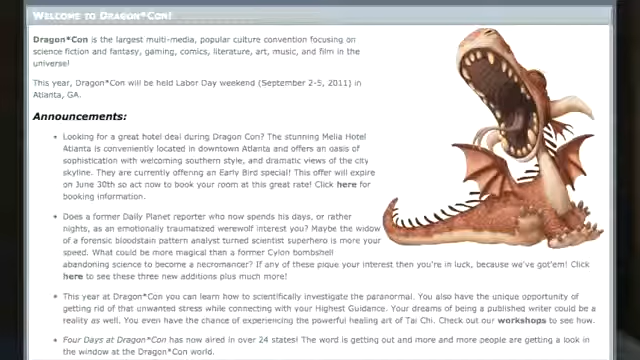 Welcome to Dragon*Con!
Dragon*Con is the largest multi-media, popular culture convention focusing on
science fiction and fantasy, gaming, comics, literature, art, music, and film in the
universe!
This year, Dragon*Con will be held Labor Day weekend (September 2-5, 2011) in
Atlanta, GA.
Announcements:
Looking for a great hotel deal during Dragon Con? The stunning Melia Hotel
Atlanta is conveniently located in downtown Atlanta and offers an oasis of
sophistication with welcoming southern style, and dramatic views of the city
skyline. They are currently offering an Early Bird special! This offer will expire
on June 30th so act now to book your room at this great rate! Click here for
booking information.
Does a former Daily Planet reporter who now spends his days, or rather
nights, as an emotionally traumatized werewolf interest you? Maybe the widow
of a forensic bloodstain pattern analyst turned scientist superhero is more your
speed. What could be more magical than a former Cylon bombshell
abandoning science to become a necromancer? If any of these pique your interest then you're in luck, because we've got'em! Click
here to see these three new additions plus much more!
This year at Dragon*Con you can learn how to scientifically investigate the paranormal. You also have the unique opportunity of
getting rid of that unwanted stress while connecting with your Highest Guidance. Your dreams of being a published writer could be a
reality as well. You even have the chance of experiencing the powerful healing art of Tai Chi. Check out our workshops to see how.
Four Days at Dragon*Con has now aired in over 24 states! The word is getting out and more and more people are getting a look in
the window at the Dragon*Con world.